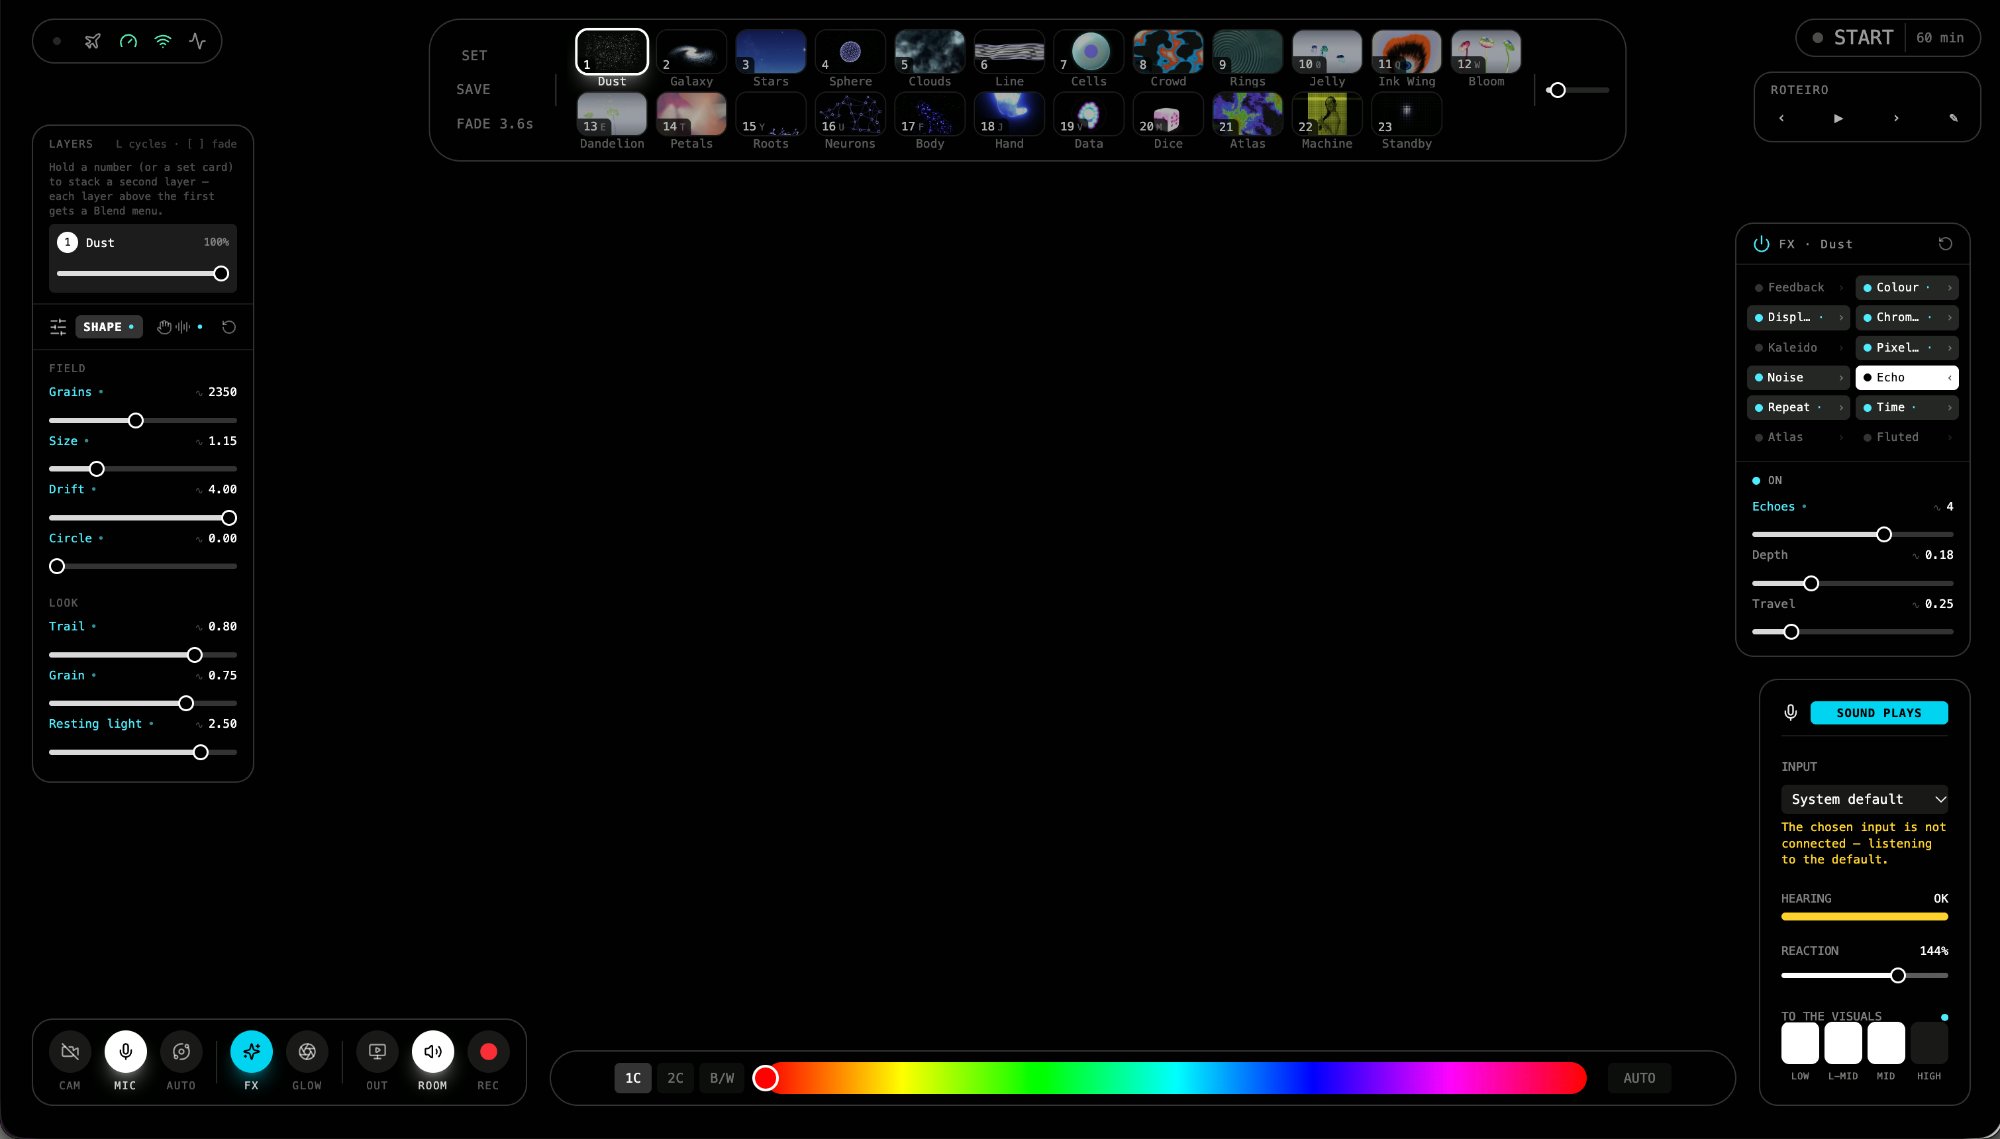 START
60 min
SET
SAVE
FADE 3.6s
1
Dust
2
Galaxy
3
Stars
4
Sphere
5
Clouds
6
Line
7
Cells
8
Crowd
9
Rings
10 0
Jelly
11 Q
Ink Wing
12 W
Bloom
13 E
Dandelion
14 T
Petals
15 Y
Roots
16 U
Neurons
17 F
Body
18 J
Hand
19 V
Data
20 M
Dice
21
Atlas
22
Machine
23
Standby
ROTEIRO
LAYERS L cycles · [ ] fade
Hold a number (or a set card)
to stack a second layer —
each layer above the first
gets a Blend menu.
1 Dust 100%
SHAPE
FIELD
Grains 2350
Size 1.15
Drift 4.00
Circle 0.00
LOOK
Trail 0.80
Grain 0.75
Resting light 2.50
FX · Dust
Feedback Colour
Displ… Chrom…
Kaleido Pixel…
Noise Echo
Repeat Time
Atlas Fluted
ON
Echoes 4
Depth 0.18
Travel 0.25
SOUND PLAYS
INPUT
System default
The chosen input is not
connected — listening
to the default.
HEARING OK
REACTION 144%
TO THE VISUALS
LOW L-MID MID HIGH
CAM MIC AUTO FX GLOW OUT ROOM REC
1C 2C B/W AUTO